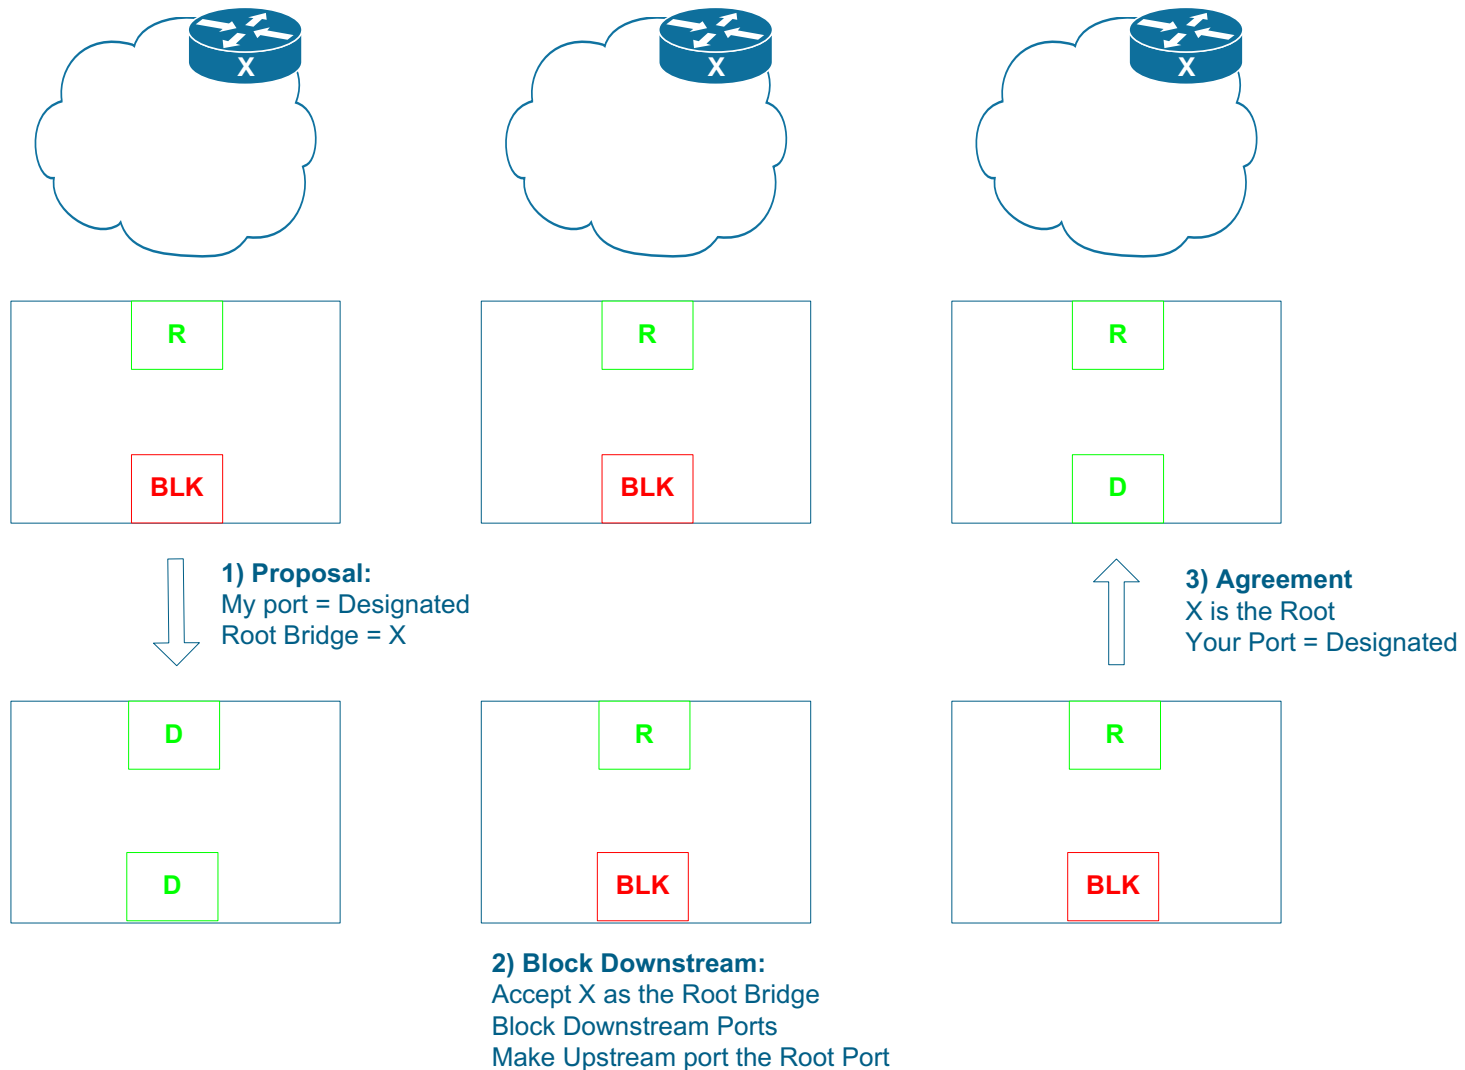 X
X
X
R
R
R
BLK
BLK
D
1) Proposal:
My port = Designated
Root Bridge = X
3) Agreement
X is the Root
Your Port = Designated
D
R
R
D
BLK
BLK
2) Block Downstream:
Accept X as the Root Bridge
Block Downstream Ports
Make Upstream port the Root Port